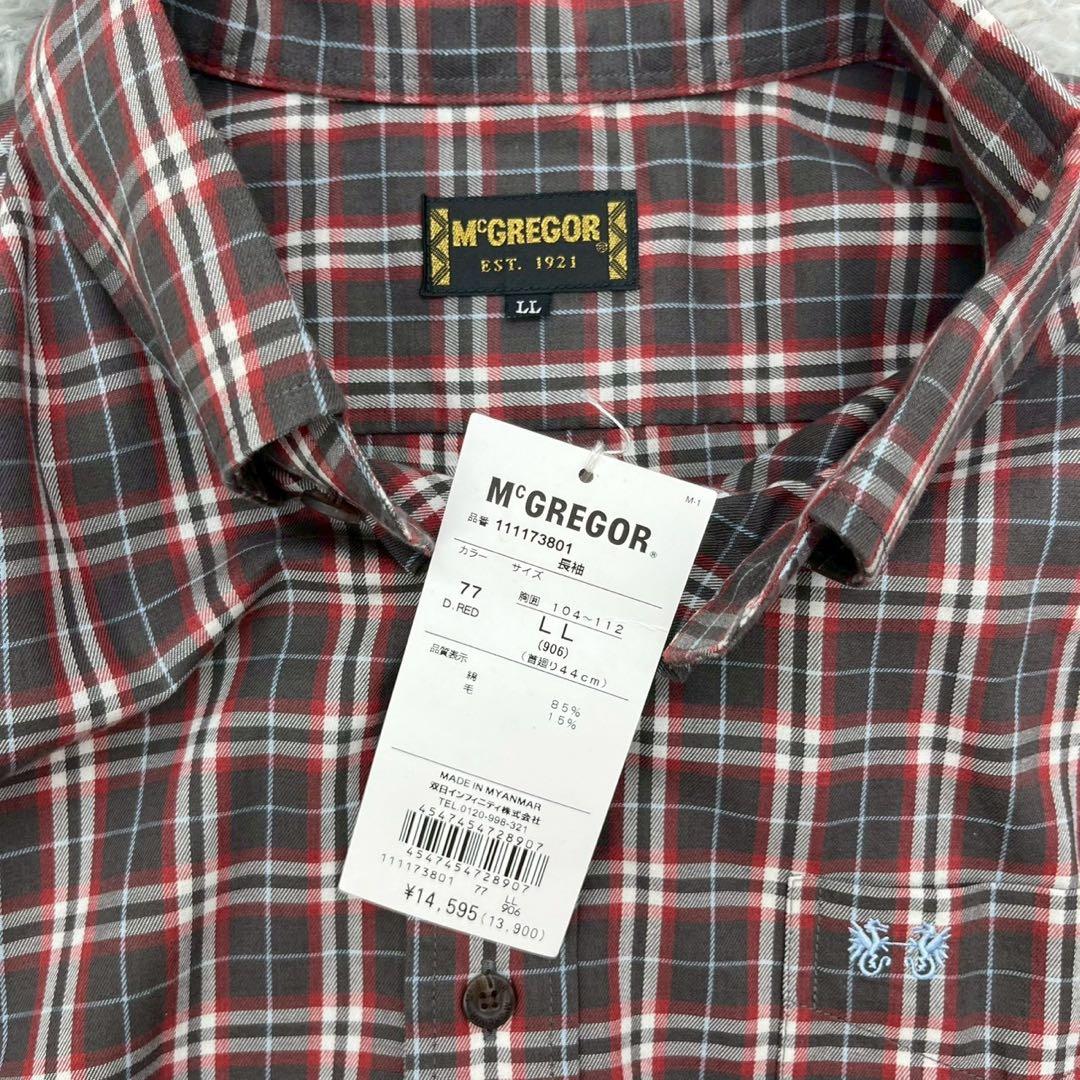 McGREGOR®
EST. 1921
LL
M-1
McGREGOR®
品番 111173801
長袖
カラー サイズ
77 胸囲 104～112
D.RED LL
(906)
(首廻り44cm)
品質表示
綿 85%
毛 15%
MADE IN MYANMAR
双日インフィニティ株式会社
TEL.0120-998-321
4547454728907
4547454728907
111173801 77 LL
906
¥14,595(13,900)